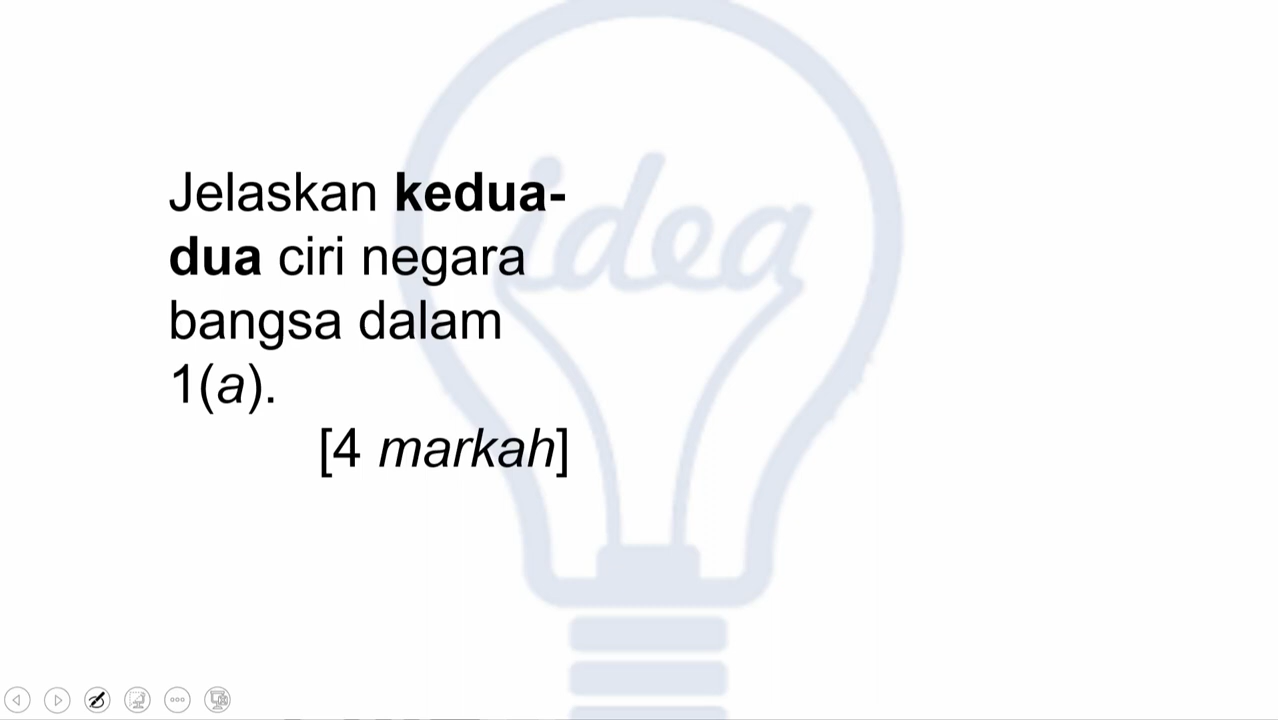 Jelaskan kedua-
dua ciri negara
bangsa dalam
1(a).
[4 markah]
idea